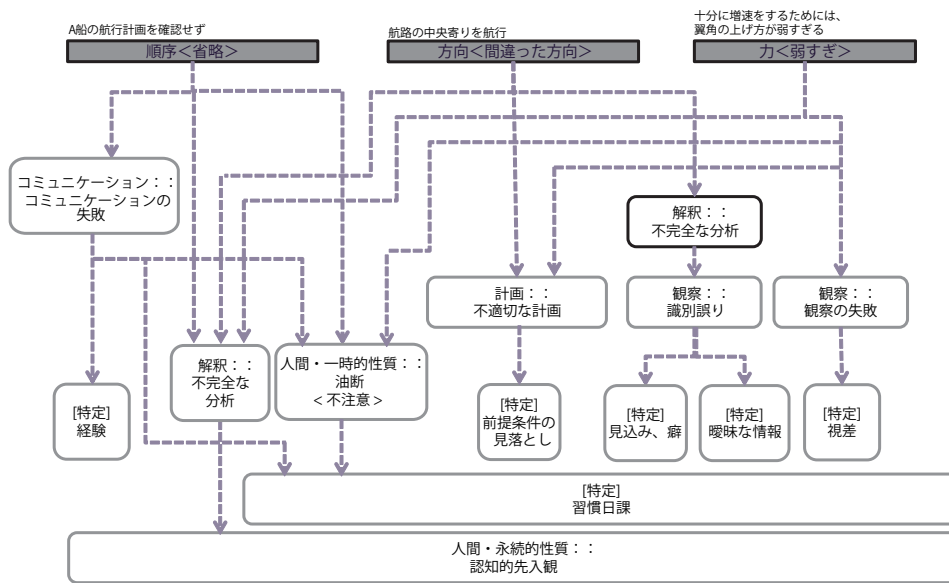 A船の航行計画を確認せず
順序＜省略＞
航路の中央寄りを航行
方向＜間違った方向＞
十分に増速をするためには、
翼角の上げ方が弱すぎる
力＜弱すぎ＞
コミュニケーション：：
コミュニケーションの
失敗
解釈：：
不完全な分析
計画：：
不適切な計画
観察：：
識別誤り
観察：：
観察の失敗
解釈：：
不完全な
分析
人間・一時的性質：：
油断
＜不注意＞
[特定]
経験
[特定]
前提条件の
見落とし
[特定]
見込み、癖
[特定]
曖昧な情報
[特定]
視差
[特定]
習慣日課
人間・永続的性質：：
認知的先入観